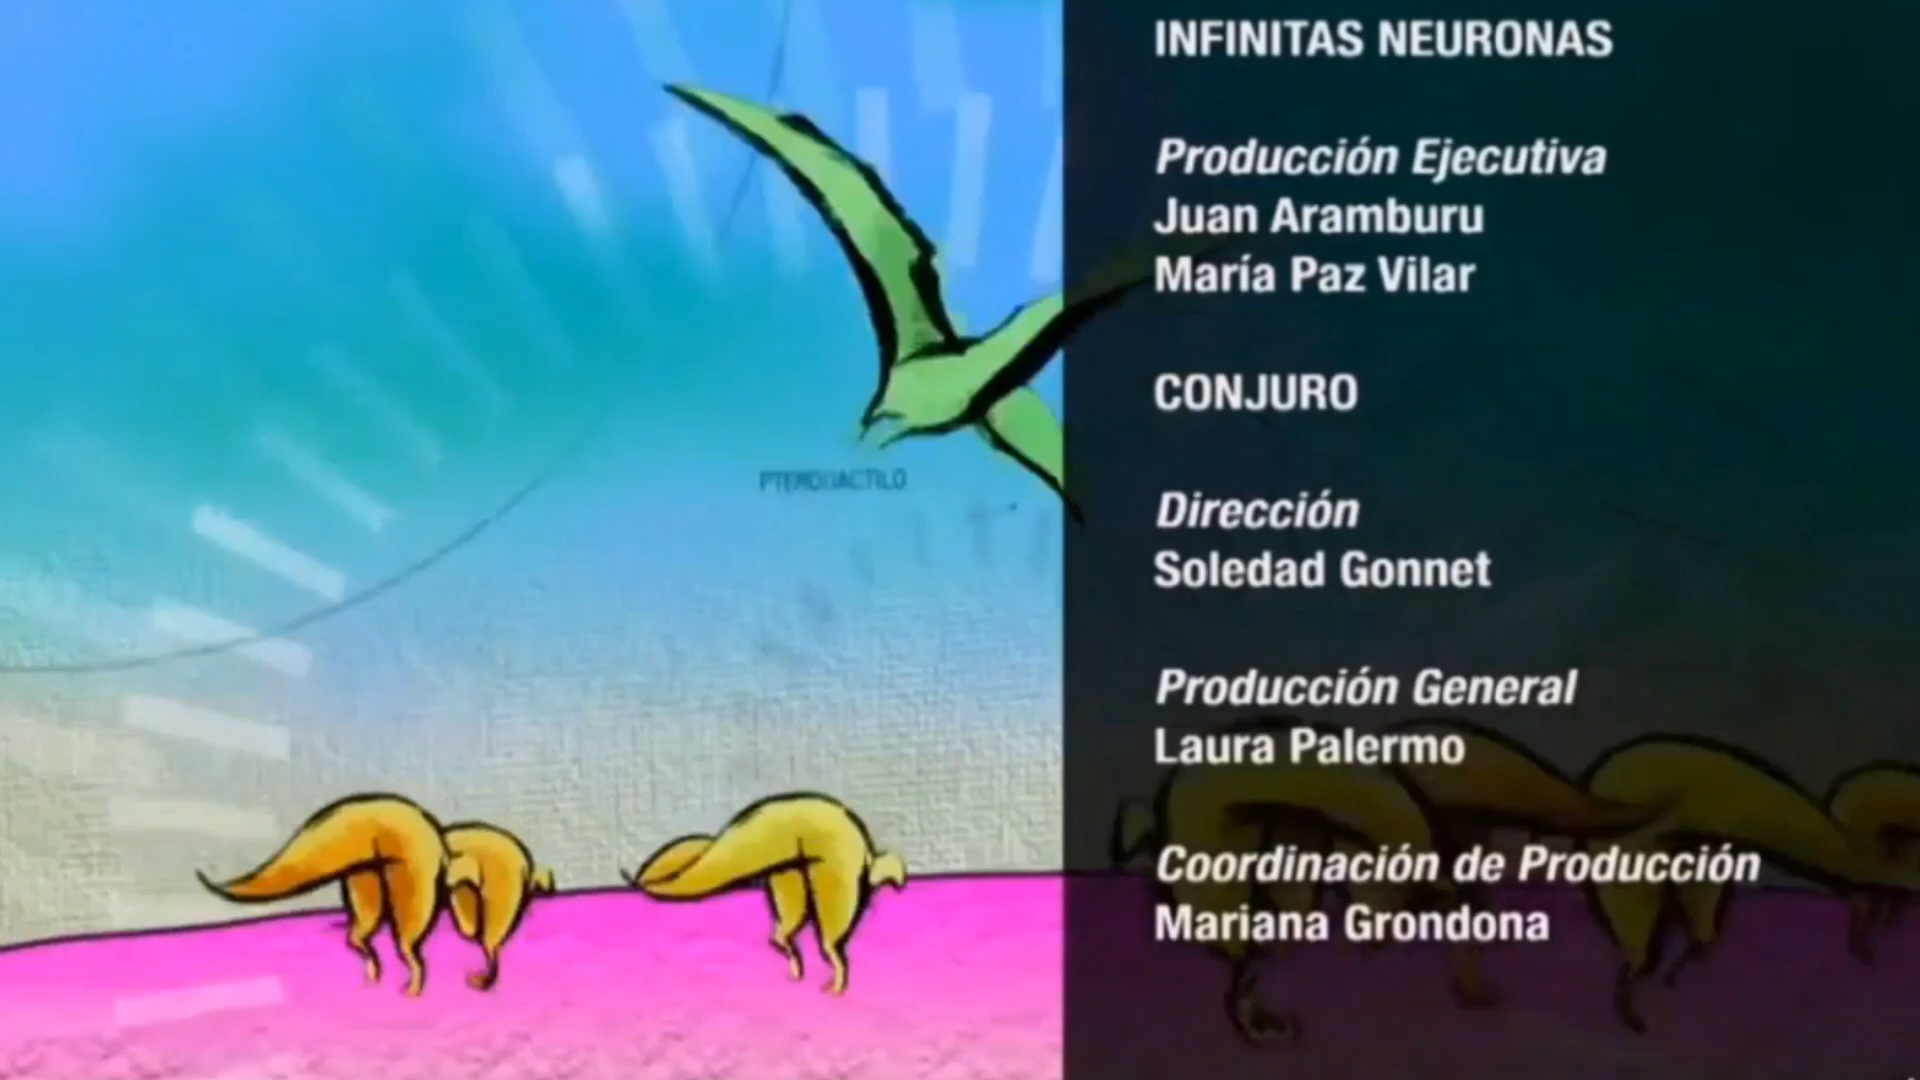 PTERODACTILO
INFINITAS NEURONAS
Producción Ejecutiva
Juan Aramburu
María Paz Vilar
CONJURO
Dirección
Soledad Gonnet
Producción General
Laura Palermo
Coordinación de Producción
Mariana Grondona